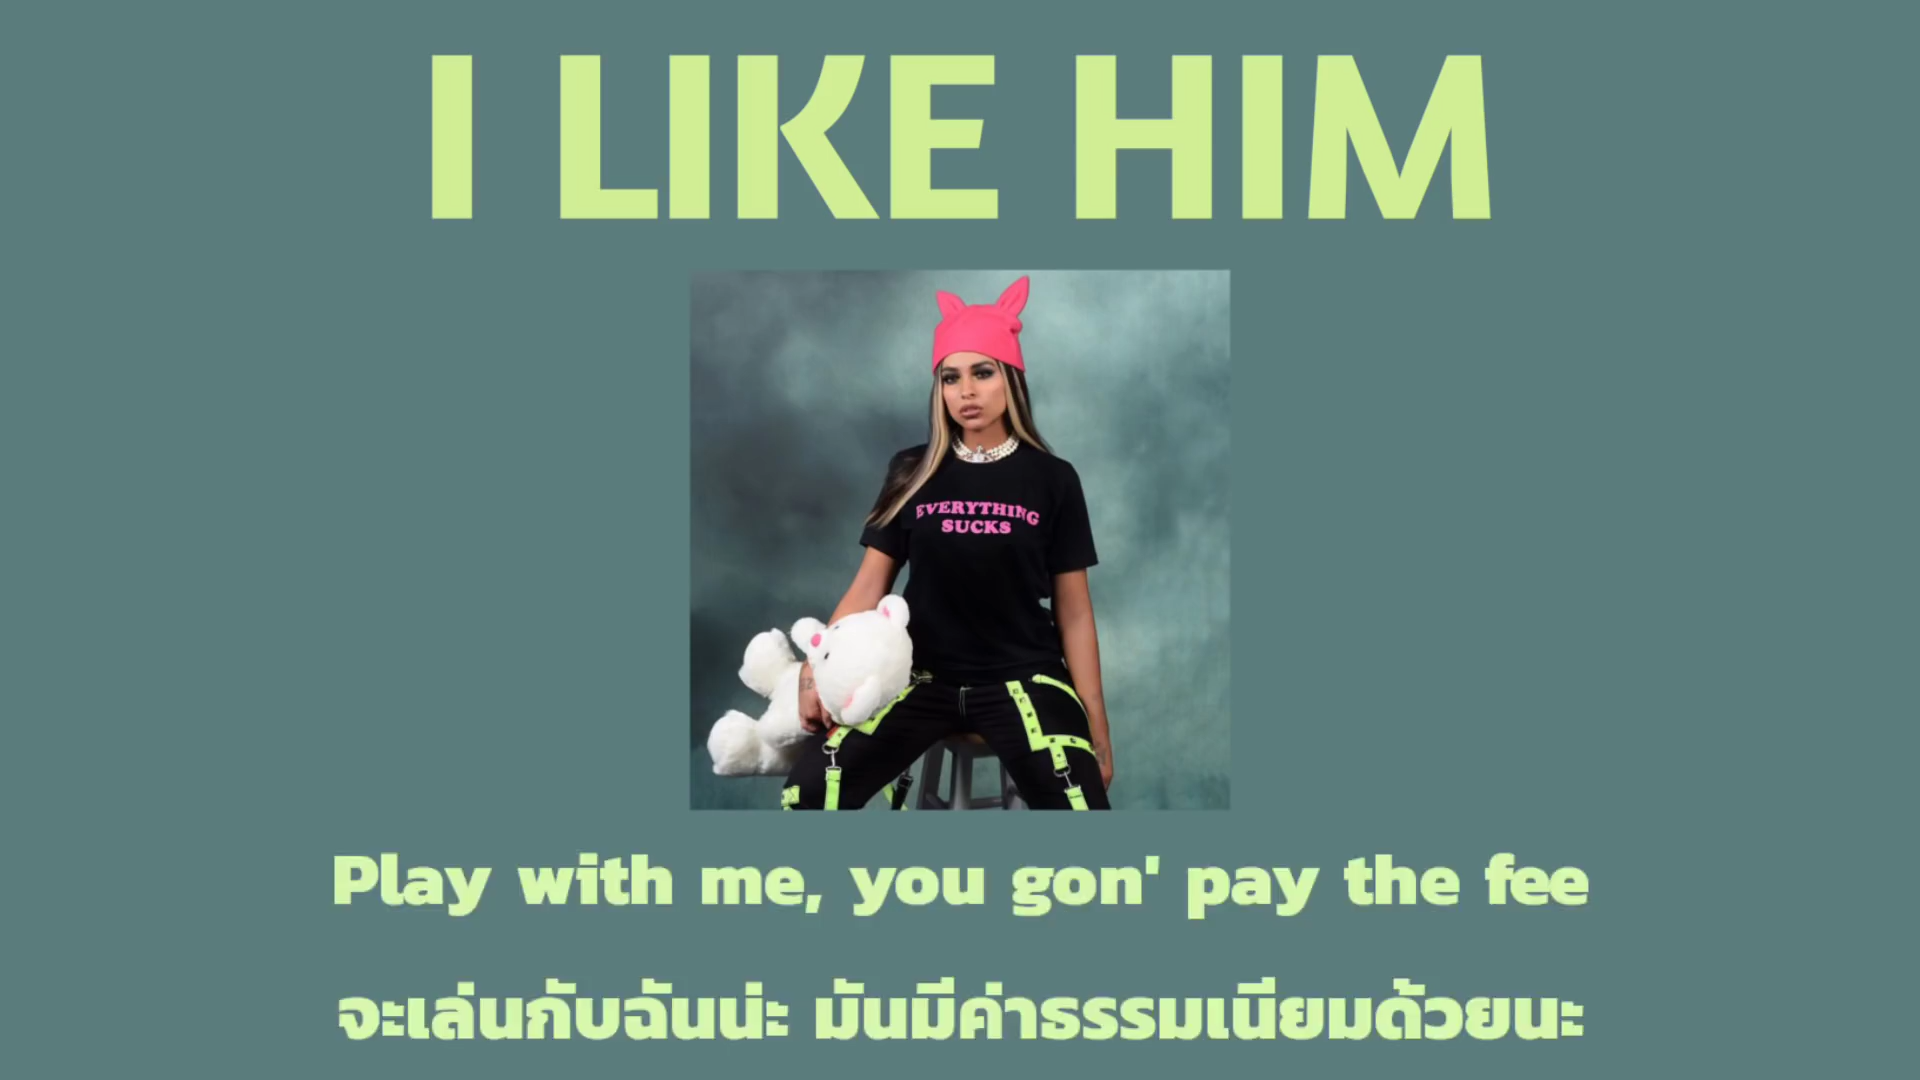 I LIKE HIM
EVERYTHING
SUCKS
Play with me, you gon' pay the fee
จะเล่นกับฉันน่ะ มันมีค่าธรรมเนียมด้วยนะ